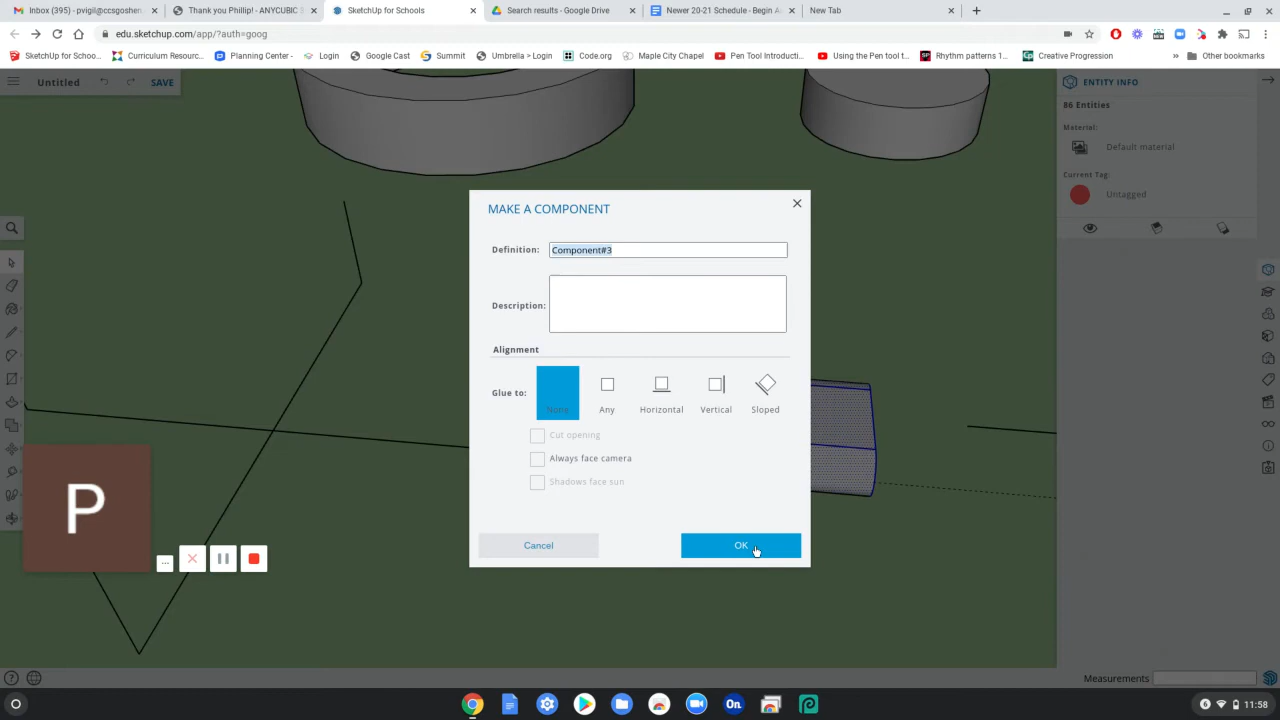 Inbox (395) - pvigil@ccsgoshen. Thank you Phillip! - ANYCUBIC SketchUp for Schools Search results - Google Drive Newer 20-21 Schedule - Begin A New Tab
edu.sketchup.com/app/?auth=goog
SketchUp for Schoo... Curriculum Resourc... Planning Center - Login Google Cast Summit Umbrella > Login Code.org Maple City Chapel Pen Tool Introducti... Using the Pen tool t... Rhythm patterns 1... Creative Progression » Other bookmarks
Untitled SAVE
ENTITY INFO
86 Entities
Material:
Default material
Current Tag:
Untagged
MAKE A COMPONENT
Definition: Component#3
Description:
Alignment
Glue to: None Any Horizontal Vertical Sloped
Cut opening
Always face camera
Shadows face sun
Cancel OK
P
...
Measurements
6 11:58